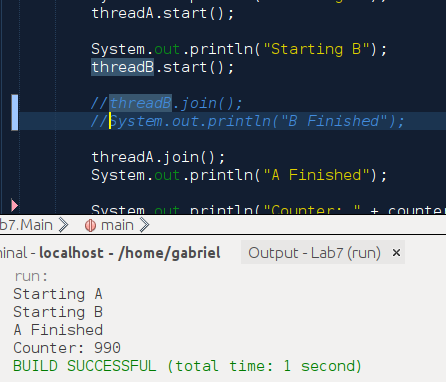 threadA.start();
System.out.println("Starting B");
threadB.start();
//threadB.join();
//System.out.println("B Finished");
threadA.join();
System.out.println("A Finished");
System.out.println("Counter: " + counte
b7.Main
main
minal - localhost - /home/gabriel
Output - Lab7 (run) ×
run:
Starting A
Starting B
A Finished
Counter: 990
BUILD SUCCESSFUL (total time: 1 second)